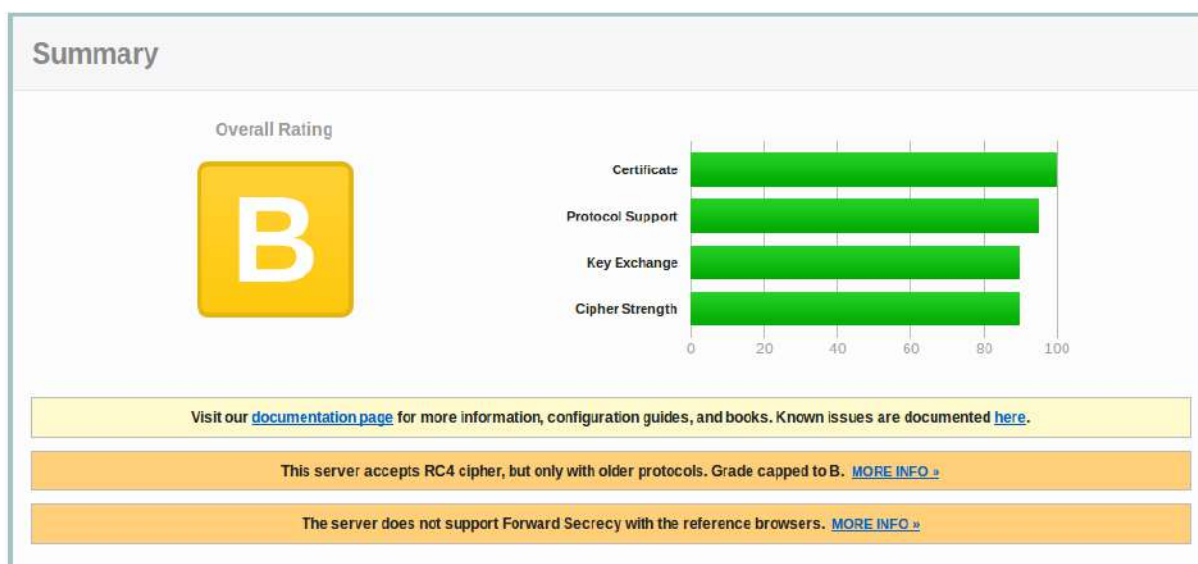 Summary
Overall Rating
B
Certificate
Protocol Support
Key Exchange
Cipher Strength
0 20 40 60 80 100
Visit our documentation page for more information, configuration guides, and books. Known issues are documented here.
This server accepts RC4 cipher, but only with older protocols. Grade capped to B. MORE INFO »
The server does not support Forward Secrecy with the reference browsers. MORE INFO »